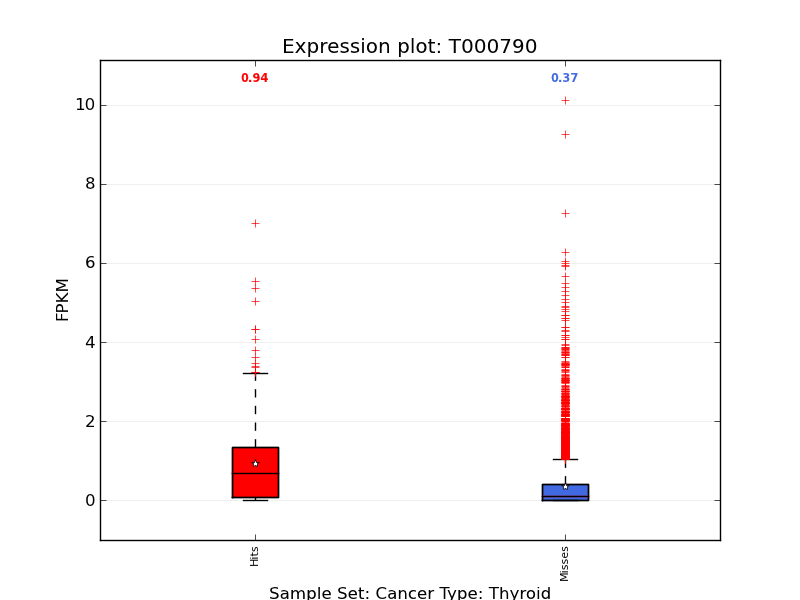 Expression plot: T000790
0.94 0.37
10
8
6
4
2
0
FPKM
Hits Misses
Sample Set: Cancer Type: Thyroid